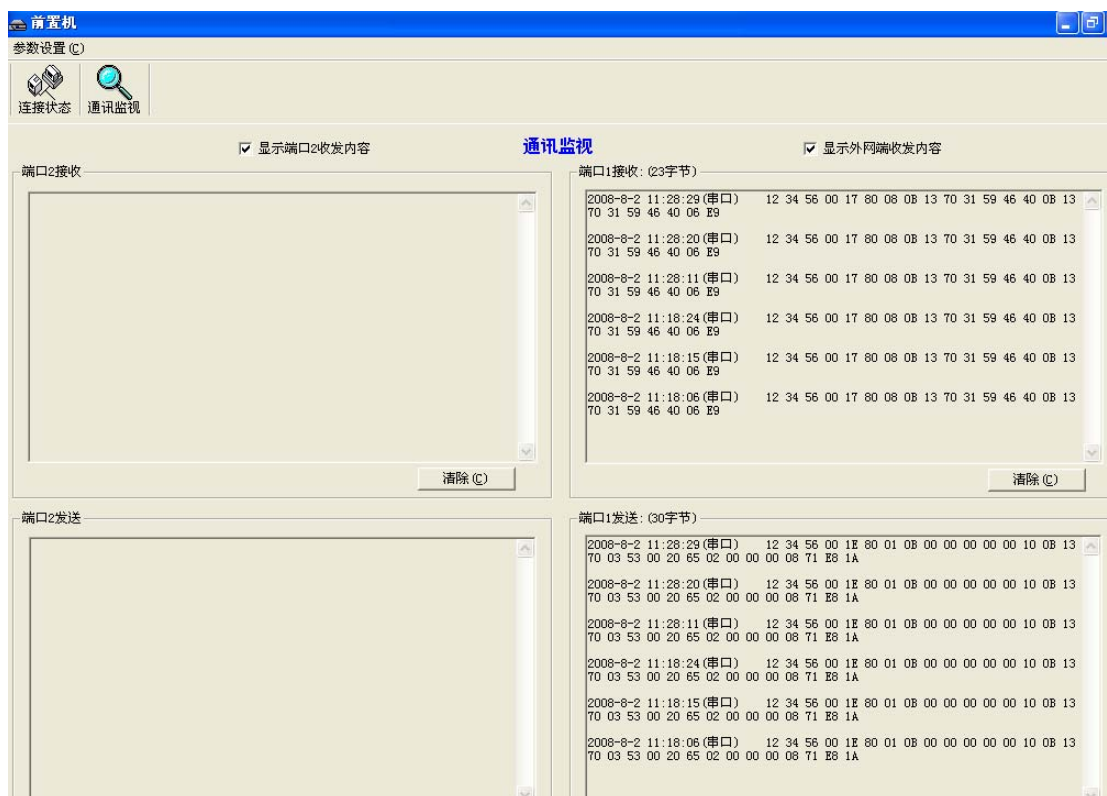 前置机
参数设置(C)
连接状态 通讯监视
显示端口2收发内容
通讯监视
显示外网端收发内容
端口2接收
清除(C)
端口1接收: (23字节)
2008-8-2 11:28:29(串口) 12 34 56 00 17 80 08 0B 13 70 31 59 46 40 0B 13
70 31 59 46 40 06 E9
2008-8-2 11:28:20(串口) 12 34 56 00 17 80 08 0B 13 70 31 59 46 40 0B 13
70 31 59 46 40 06 E9
2008-8-2 11:28:11(串口) 12 34 56 00 17 80 08 0B 13 70 31 59 46 40 0B 13
70 31 59 46 40 06 E9
2008-8-2 11:18:24(串口) 12 34 56 00 17 80 08 0B 13 70 31 59 46 40 0B 13
70 31 59 46 40 06 E9
2008-8-2 11:18:15(串口) 12 34 56 00 17 80 08 0B 13 70 31 59 46 40 0B 13
70 31 59 46 40 06 E9
2008-8-2 11:18:06(串口) 12 34 56 00 17 80 08 0B 13 70 31 59 46 40 0B 13
70 31 59 46 40 06 E9
清除(C)
端口2发送
端口1发送: (30字节)
2008-8-2 11:28:29(串口) 12 34 56 00 1E 80 01 0B 00 00 00 00 00 10 0B 13
70 03 53 00 20 65 02 00 00 00 08 71 E8 1A
2008-8-2 11:28:20(串口) 12 34 56 00 1E 80 01 0B 00 00 00 00 00 10 0B 13
70 03 53 00 20 65 02 00 00 00 08 71 E8 1A
2008-8-2 11:28:11(串口) 12 34 56 00 1E 80 01 0B 00 00 00 00 00 10 0B 13
70 03 53 00 20 65 02 00 00 00 08 71 E8 1A
2008-8-2 11:18:24(串口) 12 34 56 00 1E 80 01 0B 00 00 00 00 00 10 0B 13
70 03 53 00 20 65 02 00 00 00 08 71 E8 1A
2008-8-2 11:18:15(串口) 12 34 56 00 1E 80 01 0B 00 00 00 00 00 10 0B 13
70 03 53 00 20 65 02 00 00 00 08 71 E8 1A
2008-8-2 11:18:06(串口) 12 34 56 00 1E 80 01 0B 00 00 00 00 00 10 0B 13
70 03 53 00 20 65 02 00 00 00 08 71 E8 1A